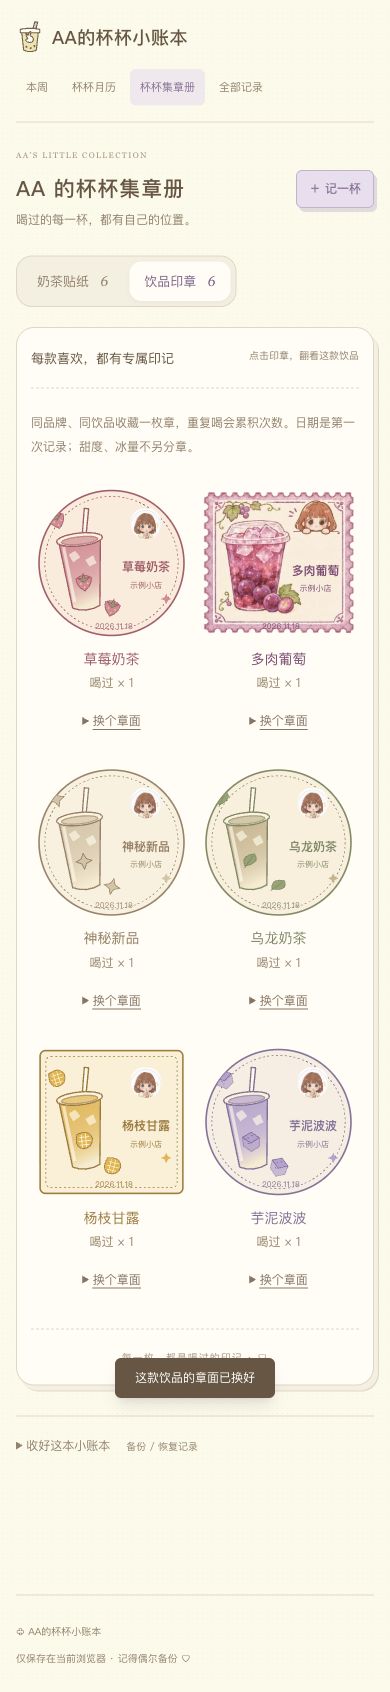 AA的杯杯小账本
本周 杯杯月历 杯杯集章册 全部记录
AA'S LITTLE COLLECTION
AA 的杯杯集章册
+ 记一杯
喝过的每一杯，都有自己的位置。
奶茶贴纸 6 饮品印章 6
每款喜欢，都有专属印记
点击印章，翻看这款饮品
同品牌、同饮品收藏一枚章，重复喝会累积次数。日期是第一
次记录；甜度、冰量不另分章。
草莓奶茶
示例小店
2026.11.18
草莓奶茶
喝过 × 1
▶ 换个章面
多肉葡萄
示例小店
2026.11.18
多肉葡萄
喝过 × 1
▶ 换个章面
神秘新品
示例小店
2026.11.18
神秘新品
喝过 × 1
▶ 换个章面
乌龙奶茶
示例小店
2026.11.18
乌龙奶茶
喝过 × 1
▶ 换个章面
杨枝甘露
示例小店
2026.11.18
杨枝甘露
喝过 × 1
▶ 换个章面
芋泥波波
示例小店
2026.11.18
芋泥波波
喝过 × 1
▶ 换个章面
这款饮品的章面已换好
▶ 收好这本小账本 备份 / 恢复记录
AA的杯杯小账本
仅保存在当前浏览器 · 记得偶尔备份 ♡